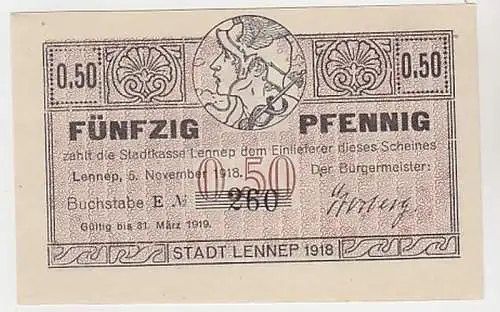 0.50 0.50
FÜNFZIG PFENNIG
zahlt die Stadtkasse Lennep dem Einlieferer dieses Scheines
Lennep, 5. November 1918. 0.50 Der Bürgermeister:
Buchstabe E № 260
Gültig bis 31. März 1919.
STADT LENNEP 1918